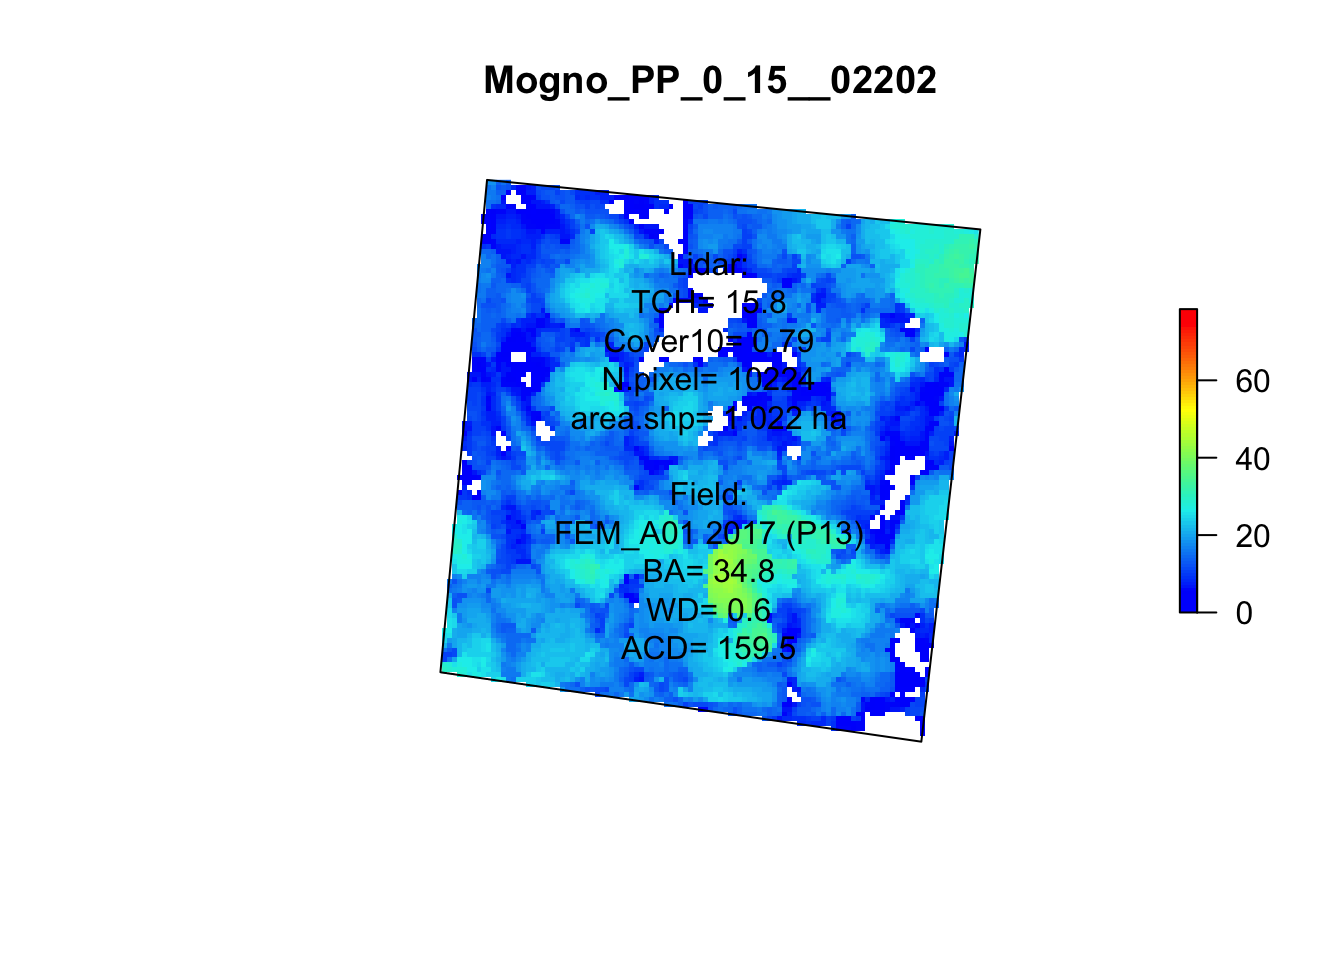 Mogno_PP_0_15__02202
Lidar:
TCH= 15.8
Cover10= 0.79
N.pixel= 10224
area.shp= 1.022 ha
Field:
FEM_A01 2017 (P13)
BA= 34.8
WD= 0.6
ACD= 159.5
60
40
20
0